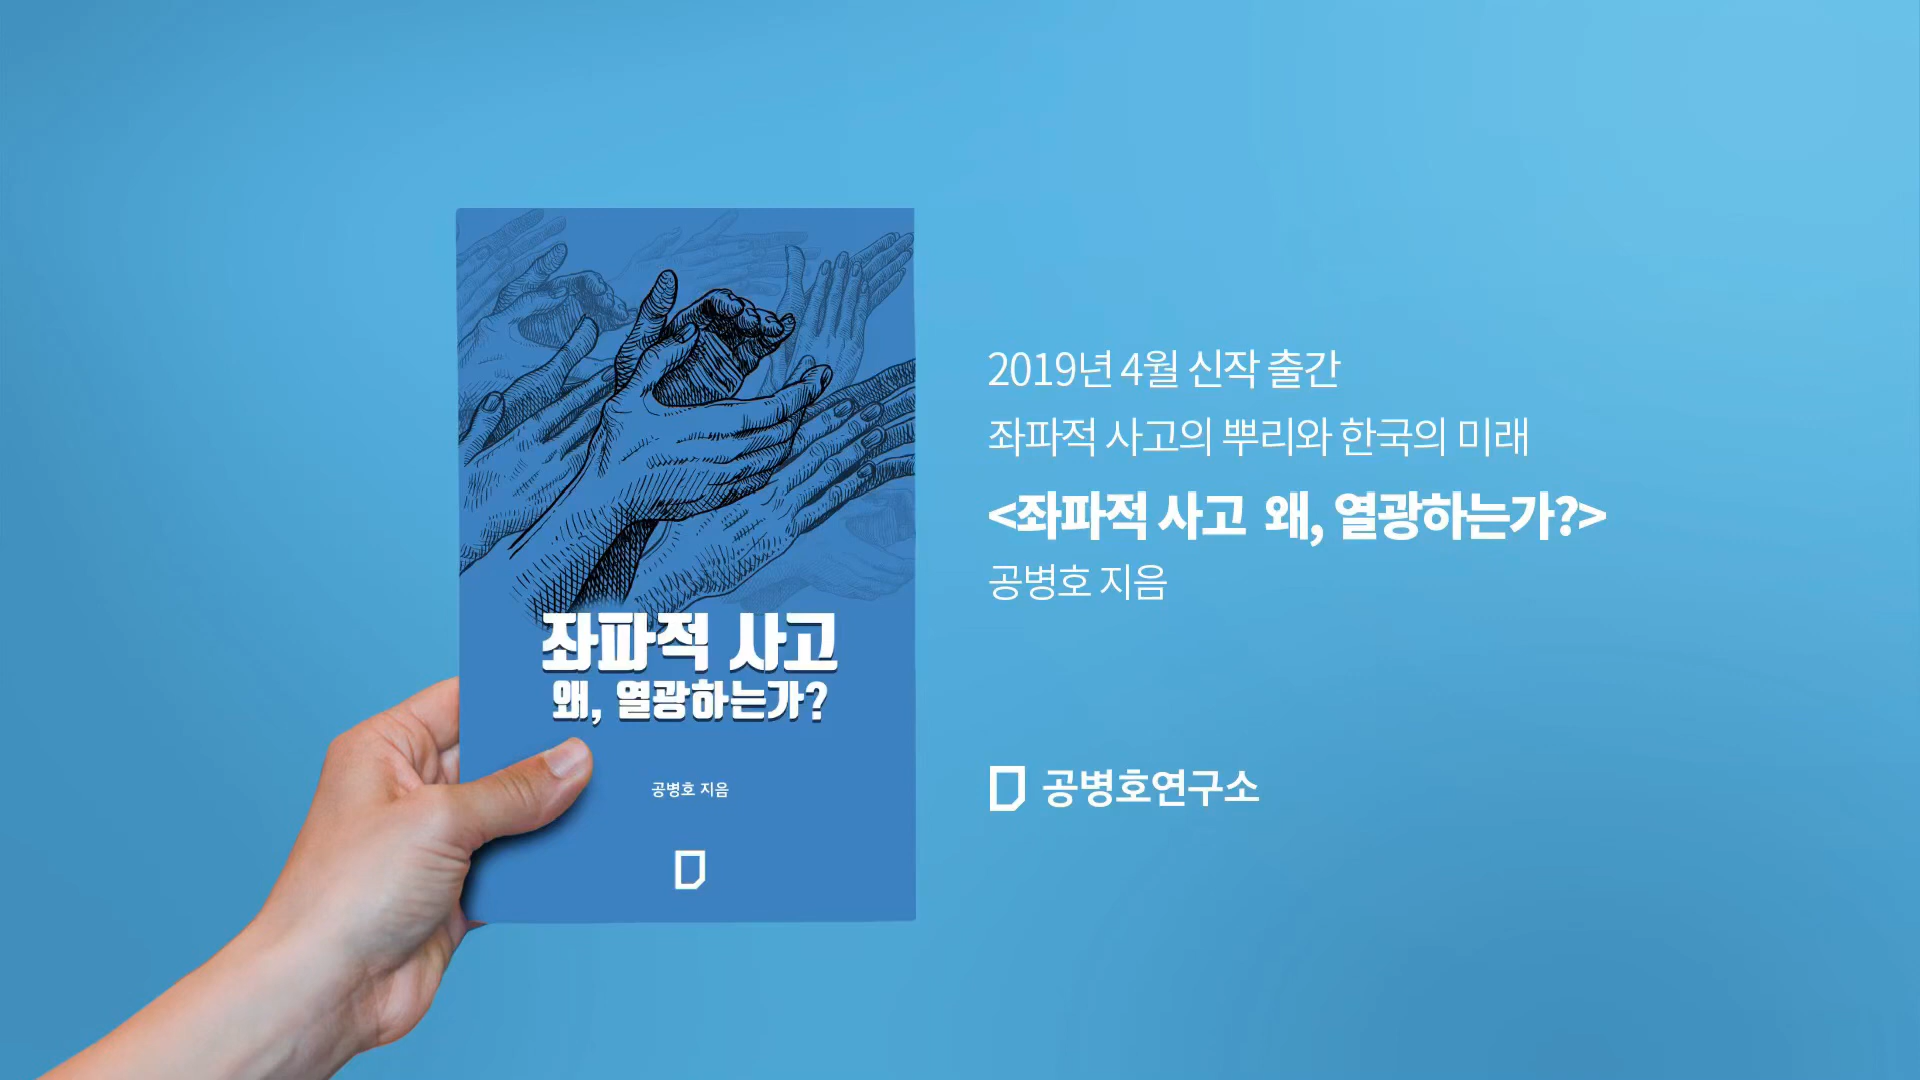 좌파적 사고
왜, 열광하는가?
공병호 지음
2019년 4월 신작 출간
좌파적 사고의 뿌리와 한국의 미래
<좌파적 사고 왜, 열광하는가?>
공병호 지음
공병호연구소